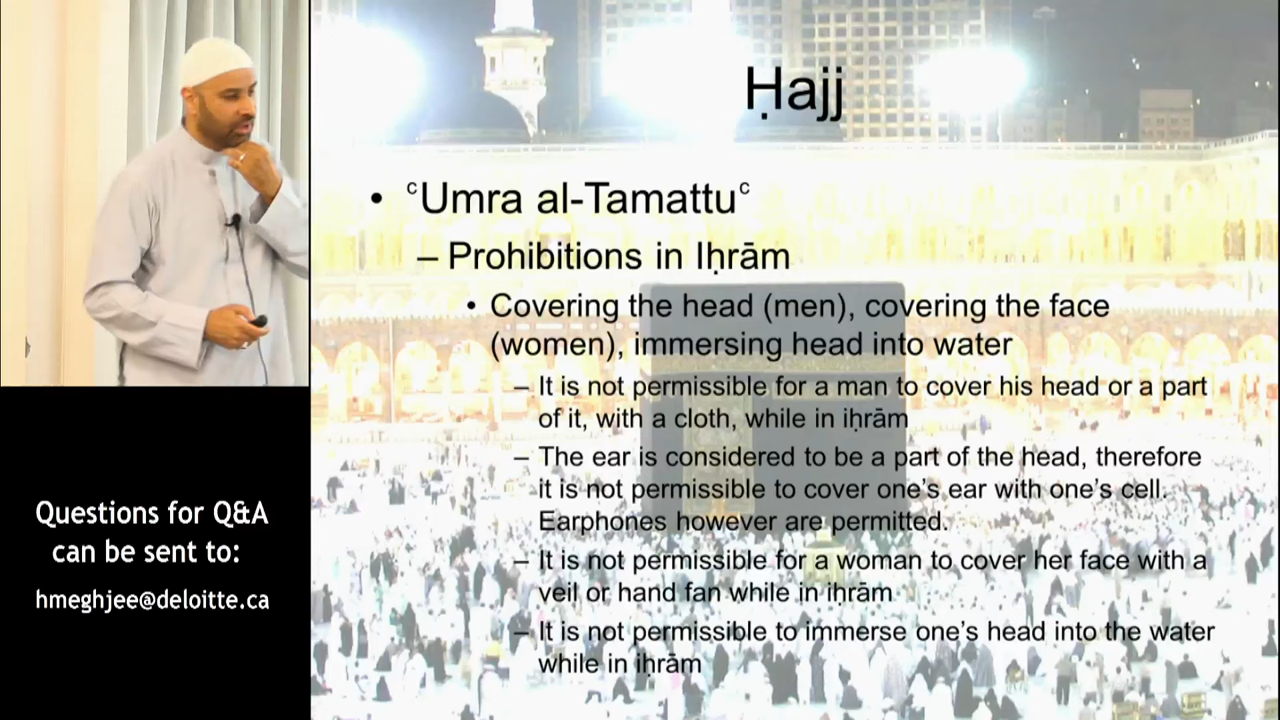 Ḥajj
• ᶜUmra al-Tamattuᶜ
– Prohibitions in Iḥrām
• Covering the head (men), covering the face
(women), immersing head into water
– It is not permissible for a man to cover his head or a part
of it, with a cloth, while in iḥrām
– The ear is considered to be a part of the head, therefore
it is not permissible to cover one's ear with one's cell.
Earphones however are permitted.
– It is not permissible for a woman to cover her face with a
veil or hand fan while in iḥrām
– It is not permissible to immerse one's head into the water
while in iḥrām
Questions for Q&A
can be sent to:
hmeghjee@deloitte.ca